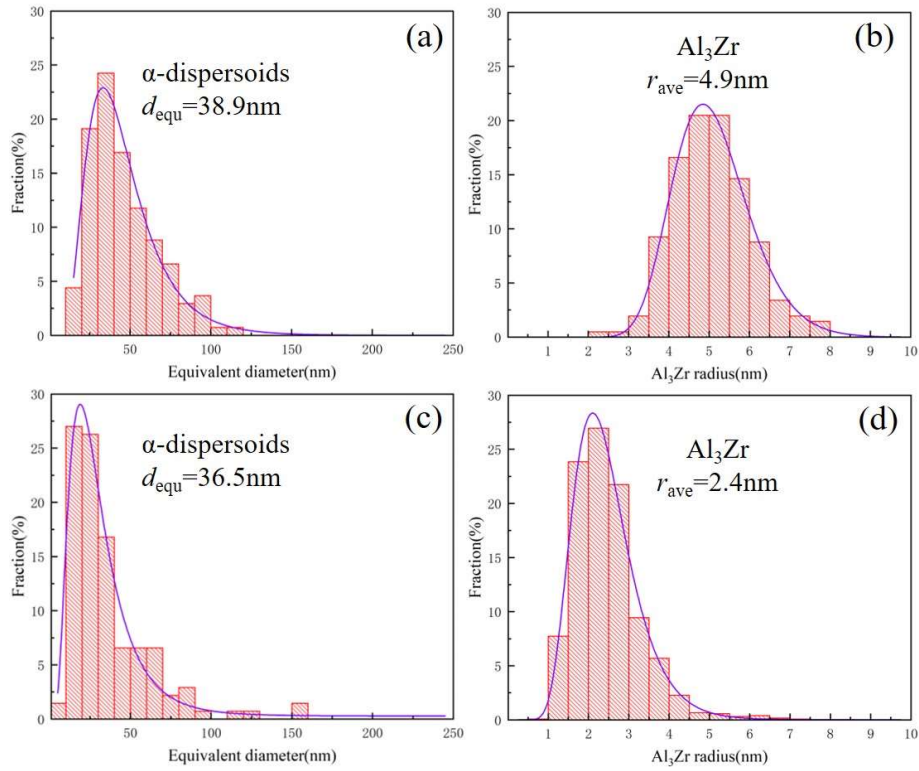 (a)
α-dispersoids
dequ=38.9nm
Fraction(%)
30
25
20
15
10
5
0
50 100 150 200 250
Equivalent diameter(nm)
(b)
Al₃Zr
rave=4.9nm
Fraction(%)
30
25
20
15
10
5
0
1 2 3 4 5 6 7 8 9 10
Al₃Zr radius(nm)
(c)
α-dispersoids
dequ=36.5nm
Fraction(%)
30
25
20
15
10
5
0
50 100 150 200 250
Equivalent diameter(nm)
(d)
Al₃Zr
rave=2.4nm
Fraction(%)
30
25
20
15
10
5
0
1 2 3 4 5 6 7 8 9 10
Al₃Zr radius(nm)